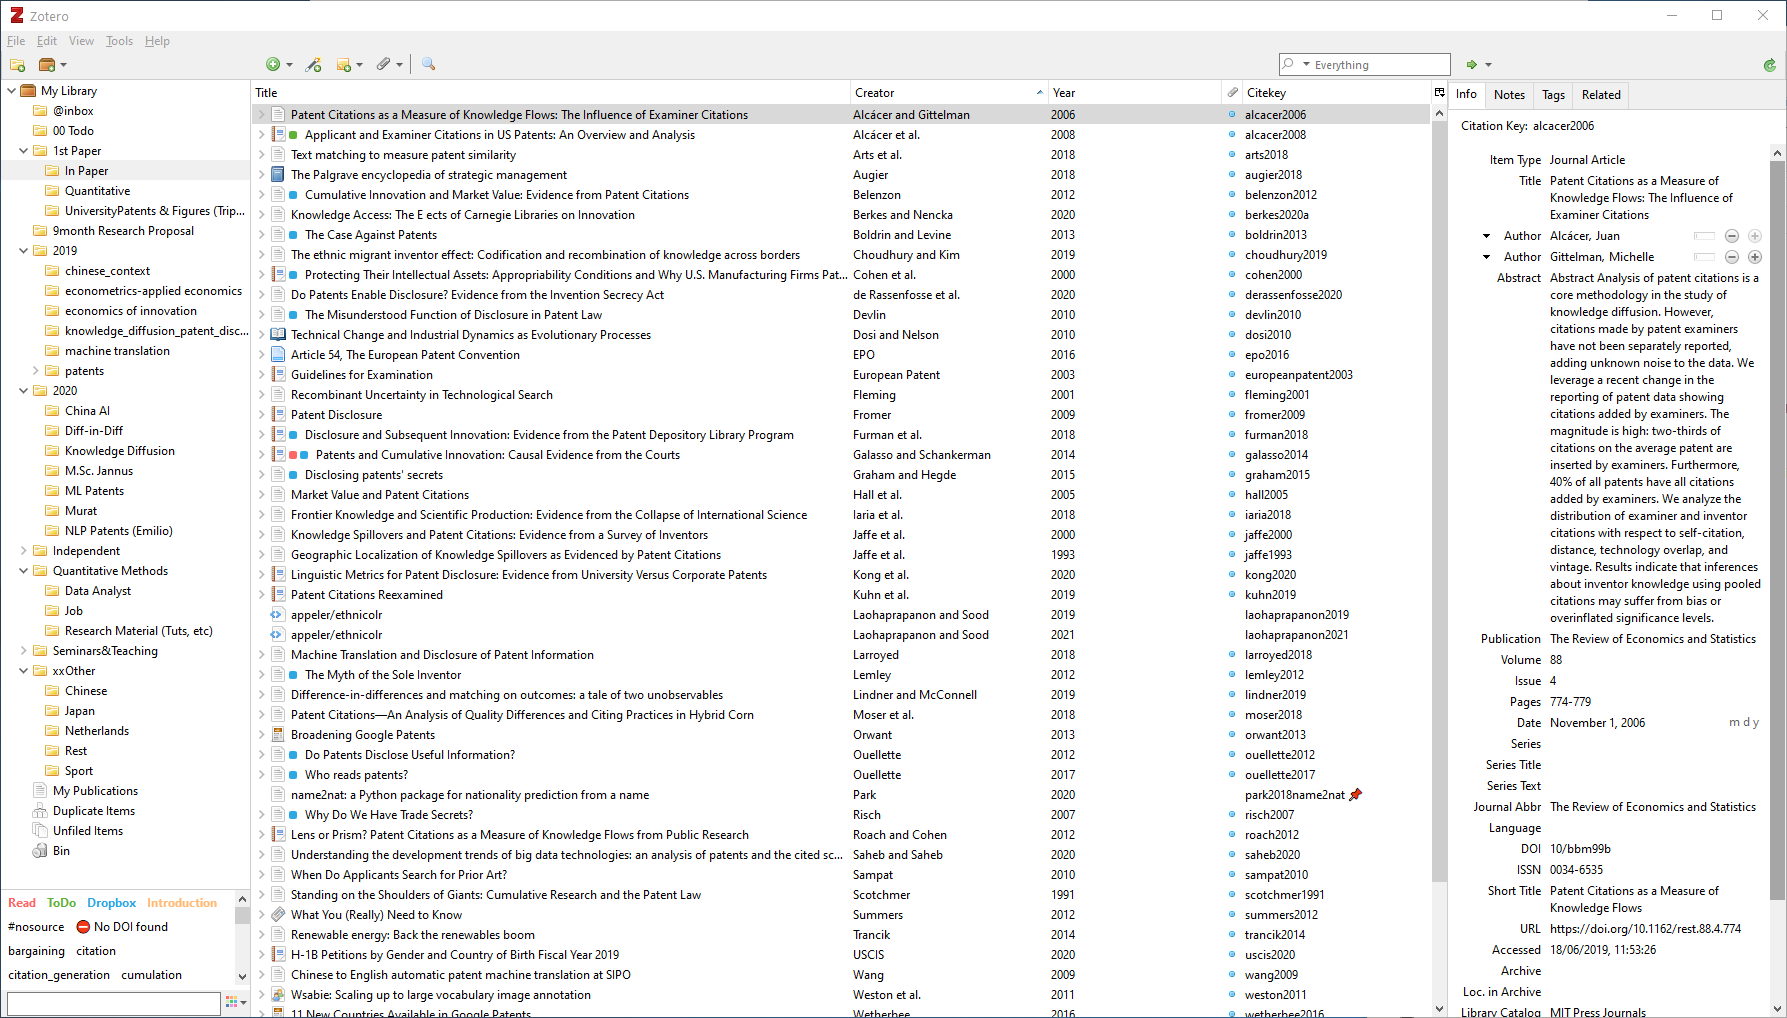 Zotero
File Edit View Tools Help
Everything
My Library
@inbox
00 Todo
1st Paper
In Paper
Quantitative
UniversityPatents & Figures (Trip...
9month Research Proposal
2019
chinese_context
econometrics-applied economics
economics of innovation
knowledge_diffusion_patent_disc...
machine translation
patents
2020
China AI
Diff-in-Diff
Knowledge Diffusion
M.Sc. Jannus
ML Patents
Murat
NLP Patents (Emilio)
Independent
Quantitative Methods
Data Analyst
Job
Research Material (Tuts, etc)
Seminars&Teaching
xxOther
Chinese
Japan
Netherlands
Rest
Sport
My Publications
Duplicate Items
Unfiled Items
Bin
Read ToDo Dropbox Introduction
#nosource No DOI found
bargaining citation
citation_generation cumulation
Title Creator Year Citekey
Patent Citations as a Measure of Knowledge Flows: The Influence of Examiner Citations Alcácer and Gittelman 2006 alcacer2006
Applicant and Examiner Citations in US Patents: An Overview and Analysis Alcácer et al. 2008 alcacer2008
Text matching to measure patent similarity Arts et al. 2018 arts2018
The Palgrave encyclopedia of strategic management Augier 2018 augier2018
Cumulative Innovation and Market Value: Evidence from Patent Citations Belenzon 2012 belenzon2012
Knowledge Access: The E ects of Carnegie Libraries on Innovation Berkes and Nencka 2020 berkes2020a
The Case Against Patents Boldrin and Levine 2013 boldrin2013
The ethnic migrant inventor effect: Codification and recombination of knowledge across borders Choudhury and Kim 2019 choudhury2019
Protecting Their Intellectual Assets: Appropriability Conditions and Why U.S. Manufacturing Firms Pat... Cohen et al. 2000 cohen2000
Do Patents Enable Disclosure? Evidence from the Invention Secrecy Act de Rassenfosse et al. 2020 derassenfosse2020
The Misunderstood Function of Disclosure in Patent Law Devlin 2010 devlin2010
Technical Change and Industrial Dynamics as Evolutionary Processes Dosi and Nelson 2010 dosi2010
Article 54, The European Patent Convention EPO 2016 epo2016
Guidelines for Examination European Patent 2003 europeanpatent2003
Recombinant Uncertainty in Technological Search Fleming 2001 fleming2001
Patent Disclosure Fromer 2009 fromer2009
Disclosure and Subsequent Innovation: Evidence from the Patent Depository Library Program Furman et al. 2018 furman2018
Patents and Cumulative Innovation: Causal Evidence from the Courts Galasso and Schankerman 2014 galasso2014
Disclosing patents' secrets Graham and Hegde 2015 graham2015
Market Value and Patent Citations Hall et al. 2005 hall2005
Frontier Knowledge and Scientific Production: Evidence from the Collapse of International Science Iaria et al. 2018 iaria2018
Knowledge Spillovers and Patent Citations: Evidence from a Survey of Inventors Jaffe et al. 2000 jaffe2000
Geographic Localization of Knowledge Spillovers as Evidenced by Patent Citations Jaffe et al. 1993 jaffe1993
Linguistic Metrics for Patent Disclosure: Evidence from University Versus Corporate Patents Kong et al. 2020 kong2020
Patent Citations Reexamined Kuhn et al. 2019 kuhn2019
appeler/ethnicolr Laohaprapanon and Sood 2019 laohaprapanon2019
appeler/ethnicolr Laohaprapanon and Sood 2021 laohaprapanon2021
Machine Translation and Disclosure of Patent Information Larroyed 2018 larroyed2018
The Myth of the Sole Inventor Lemley 2012 lemley2012
Difference-in-differences and matching on outcomes: a tale of two unobservables Lindner and McConnell 2019 lindner2019
Patent Citations—An Analysis of Quality Differences and Citing Practices in Hybrid Corn Moser et al. 2018 moser2018
Broadening Google Patents Orwant 2013 orwant2013
Do Patents Disclose Useful Information? Ouellette 2012 ouellette2012
Who reads patents? Ouellette 2017 ouellette2017
name2nat: a Python package for nationality prediction from a name Park 2020 park2018name2nat
Why Do We Have Trade Secrets? Risch 2007 risch2007
Lens or Prism? Patent Citations as a Measure of Knowledge Flows from Public Research Roach and Cohen 2012 roach2012
Understanding the development trends of big data technologies: an analysis of patents and the cited sc... Saheb and Saheb 2020 saheb2020
When Do Applicants Search for Prior Art? Sampat 2010 sampat2010
Standing on the Shoulders of Giants: Cumulative Research and the Patent Law Scotchmer 1991 scotchmer1991
What You (Really) Need to Know Summers 2012 summers2012
Renewable energy: Back the renewables boom Trancik 2014 trancik2014
H-1B Petitions by Gender and Country of Birth Fiscal Year 2019 USCIS 2020 uscis2020
Chinese to English automatic patent machine translation at SIPO Wang 2009 wang2009
Wsabie: Scaling up to large vocabulary image annotation Weston et al. 2011 weston2011
11 New Countries Available in Google Patents Wetherbee 2016 wetherbee2016
Info Notes Tags Related
Citation Key: alcacer2006
Item Type Journal Article
Title Patent Citations as a Measure of
Knowledge Flows: The Influence of
Examiner Citations
Author Alcácer, Juan
Author Gittelman, Michelle
Abstract Abstract Analysis of patent citations is a
core methodology in the study of
knowledge diffusion. However,
citations made by patent examiners
have not been separately reported,
adding unknown noise to the data. We
leverage a recent change in the
reporting of patent data showing
citations added by examiners. The
magnitude is high: two-thirds of
citations on the average patent are
inserted by examiners. Furthermore,
40% of all patents have all citations
added by examiners. We analyze the
distribution of examiner and inventor
citations with respect to self-citation,
distance, technology overlap, and
vintage. Results indicate that inferences
about inventor knowledge using pooled
citations may suffer from bias or
overinflated significance levels.
Publication The Review of Economics and Statistics
Volume 88
Issue 4
Pages 774-779
Date November 1, 2006 m d y
Series
Series Title
Series Text
Journal Abbr The Review of Economics and Statistics
Language
DOI 10/bbm99b
ISSN 0034-6535
Short Title Patent Citations as a Measure of
Knowledge Flows
URL https://doi.org/10.1162/rest.88.4.774
Accessed 18/06/2019, 11:53:26
Archive
Loc. in Archive
Library Catalog MIT Press Journals